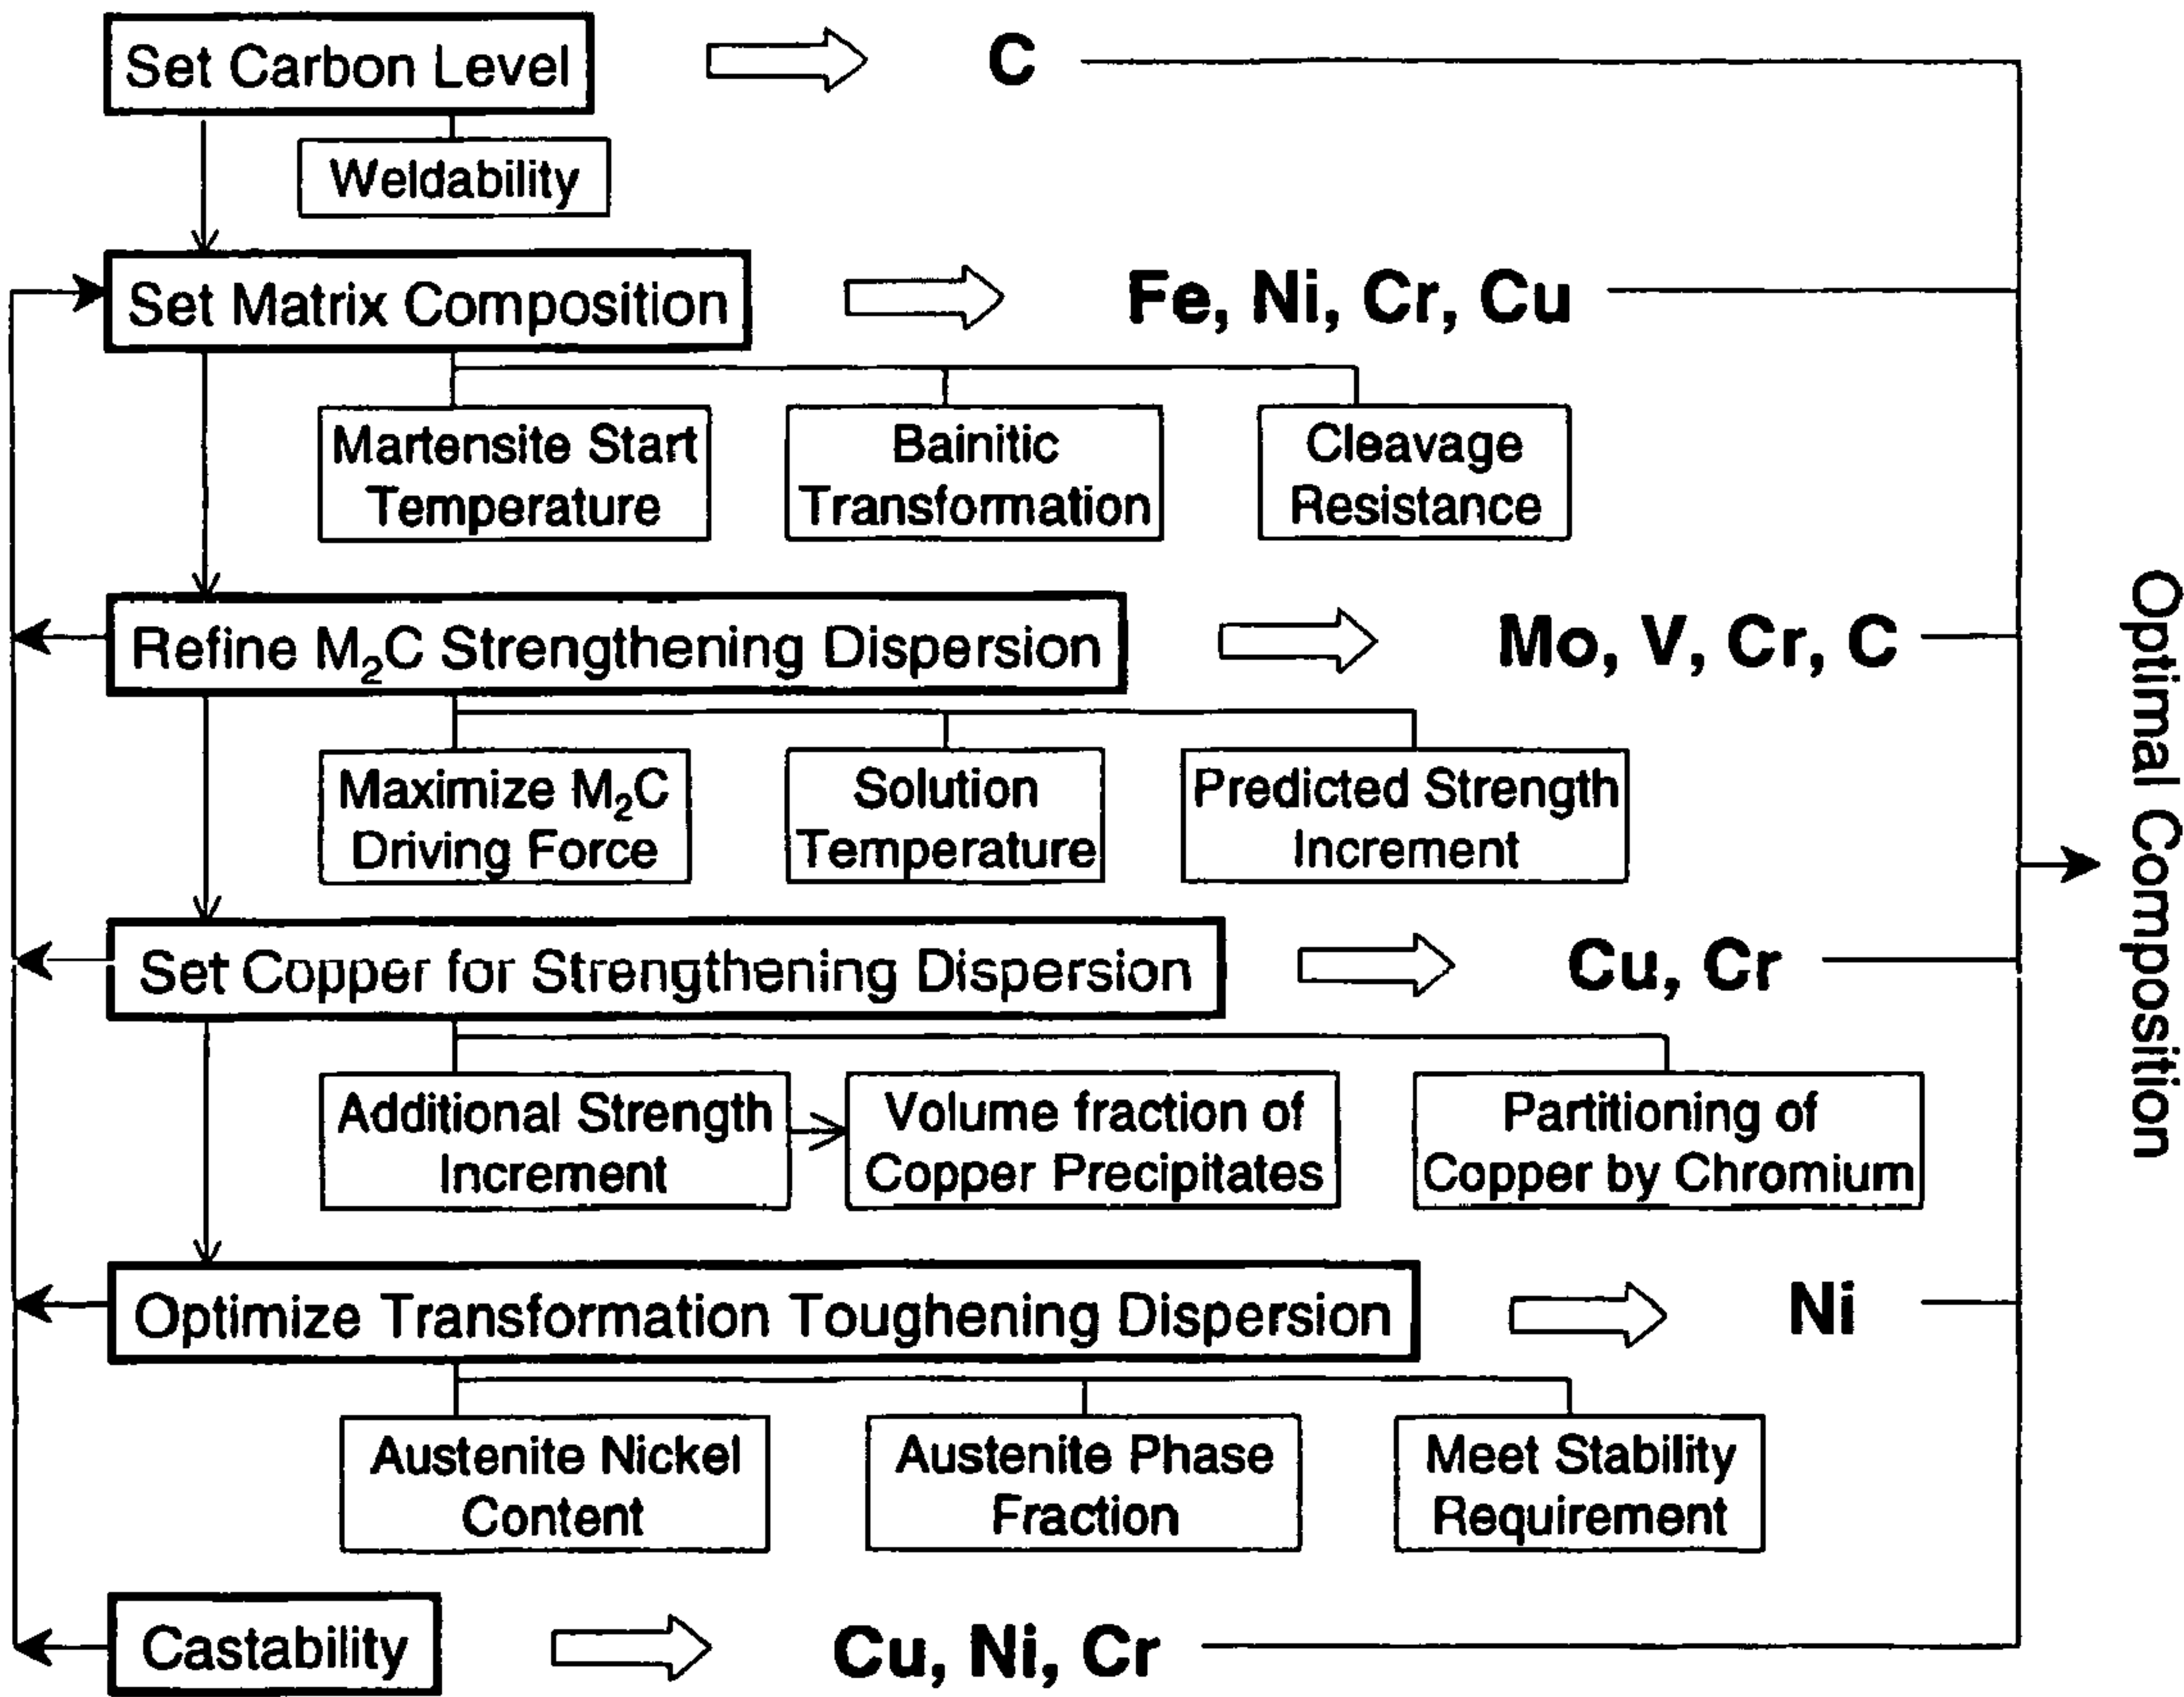 Set Carbon Level
C
Weldability
Set Matrix Composition
Fe, Ni, Cr, Cu
Martensite Start
Temperature
Bainitic
Transformation
Cleavage
Resistance
Refine M₂C Strengthening Dispersion
Mo, V, Cr, C
Maximize M₂C
Driving Force
Solution
Temperature
Predicted Strength
Increment
Set Copper for Strengthening Dispersion
Cu, Cr
Additional Strength
Increment
Volume fraction of
Copper Precipitates
Partitioning of
Copper by Chromium
Optimize Transformation Toughening Dispersion
Ni
Austenite Nickel
Content
Austenite Phase
Fraction
Meet Stability
Requirement
Castability
Cu, Ni, Cr
Optimal Composition